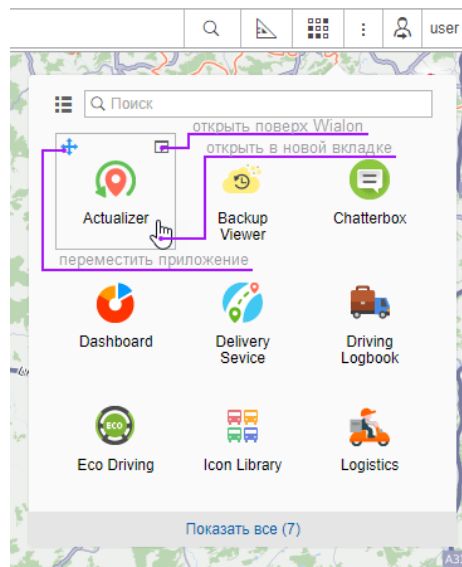 user
Поиск
открыть поверх Wialon
открыть в новой вкладке
Actualizer
Backup
Viewer
Chatterbox
переместить приложение
Dashboard
Delivery
Sevice
Driving
Logbook
ECO
Eco Driving
Icon Library
Logistics
Показать все (7)